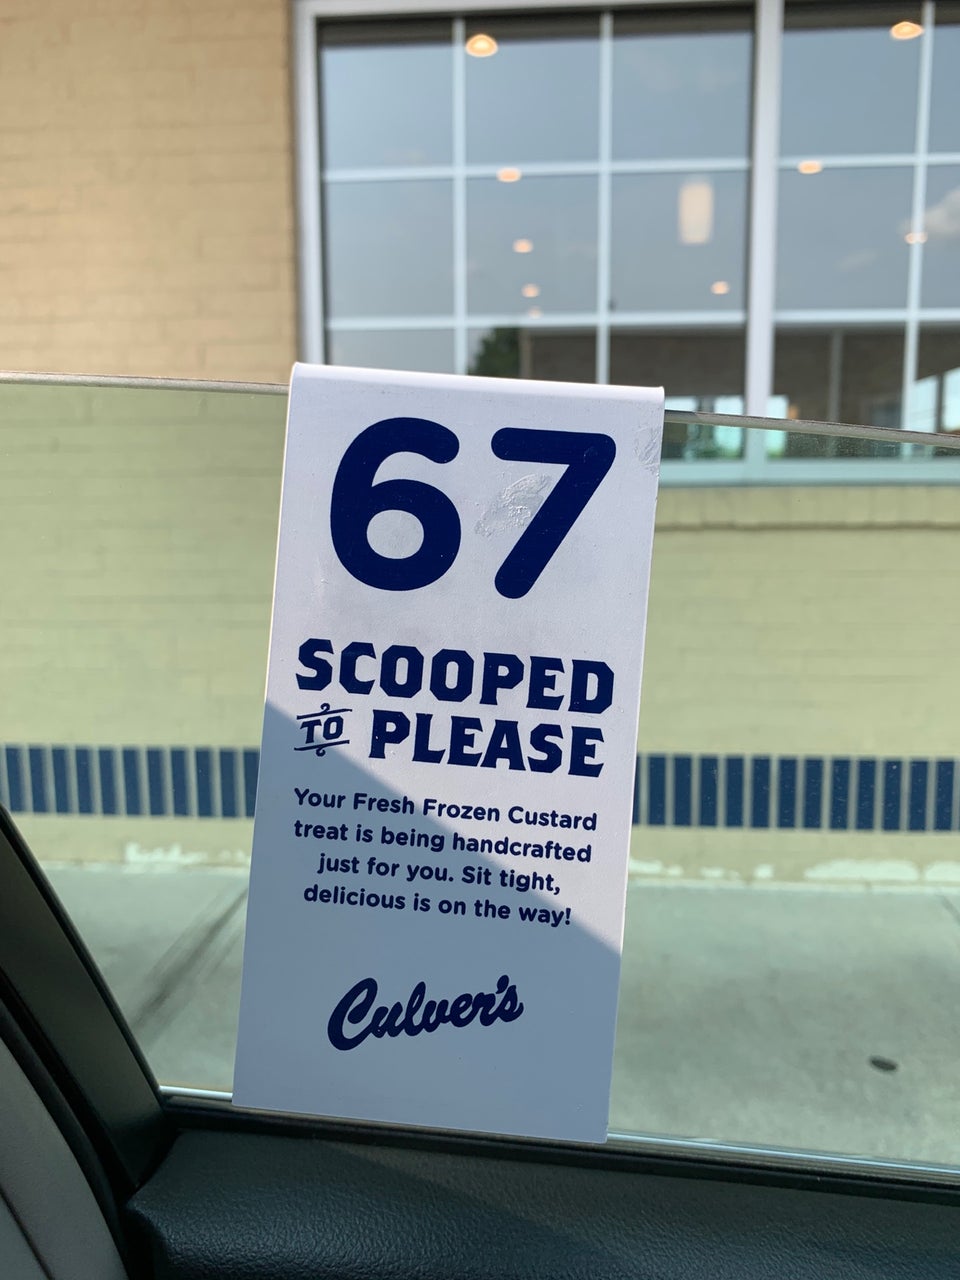 67
SCOOPED
TO PLEASE
Your Fresh Frozen Custard
treat is being handcrafted
just for you. Sit tight,
delicious is on the way!
Culver's